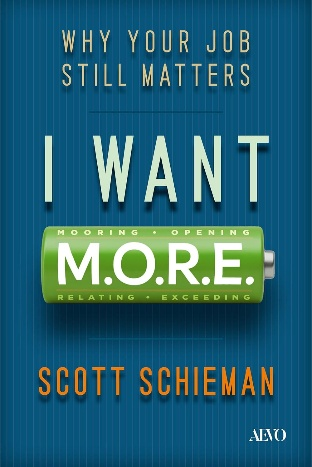 WHY YOUR JOB
STILL MATTERS
I WANT
MOORING • OPENING
M.O.R.E.
RELATING • EXCEEDING
SCOTT SCHIEMAN
AEVO